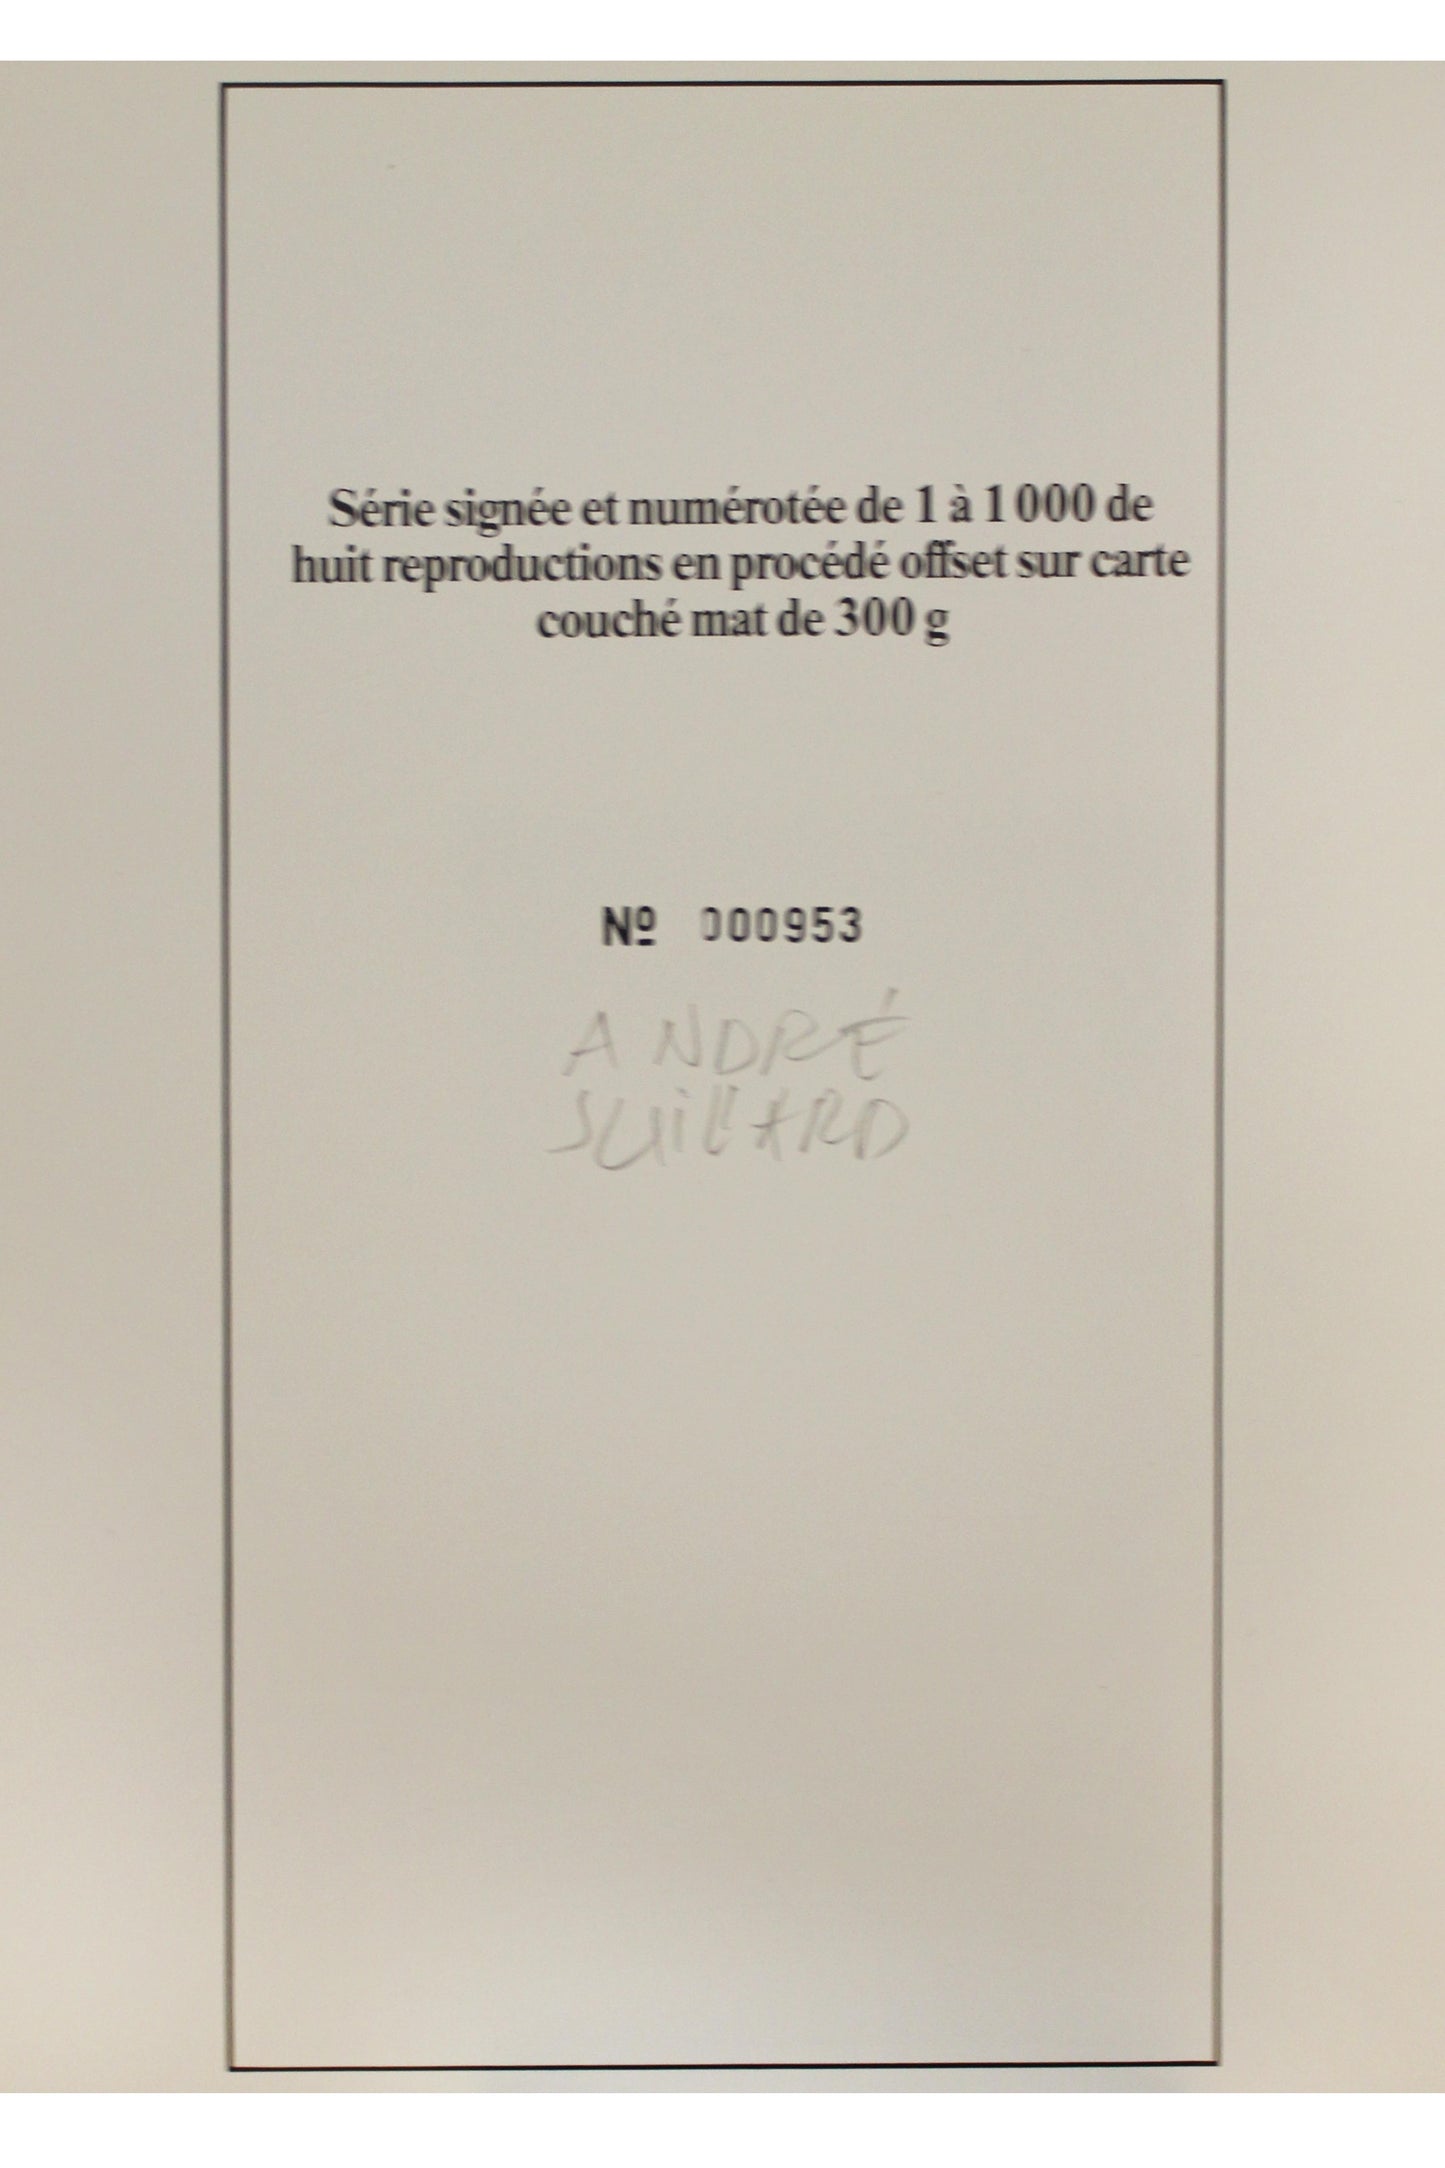 Série signée et numérotée de 1 à 1 000 de
huit reproductions en procédé offset sur carte
couché mat de 300 g
Nº 000953
ANDRÉ
JUILLARD